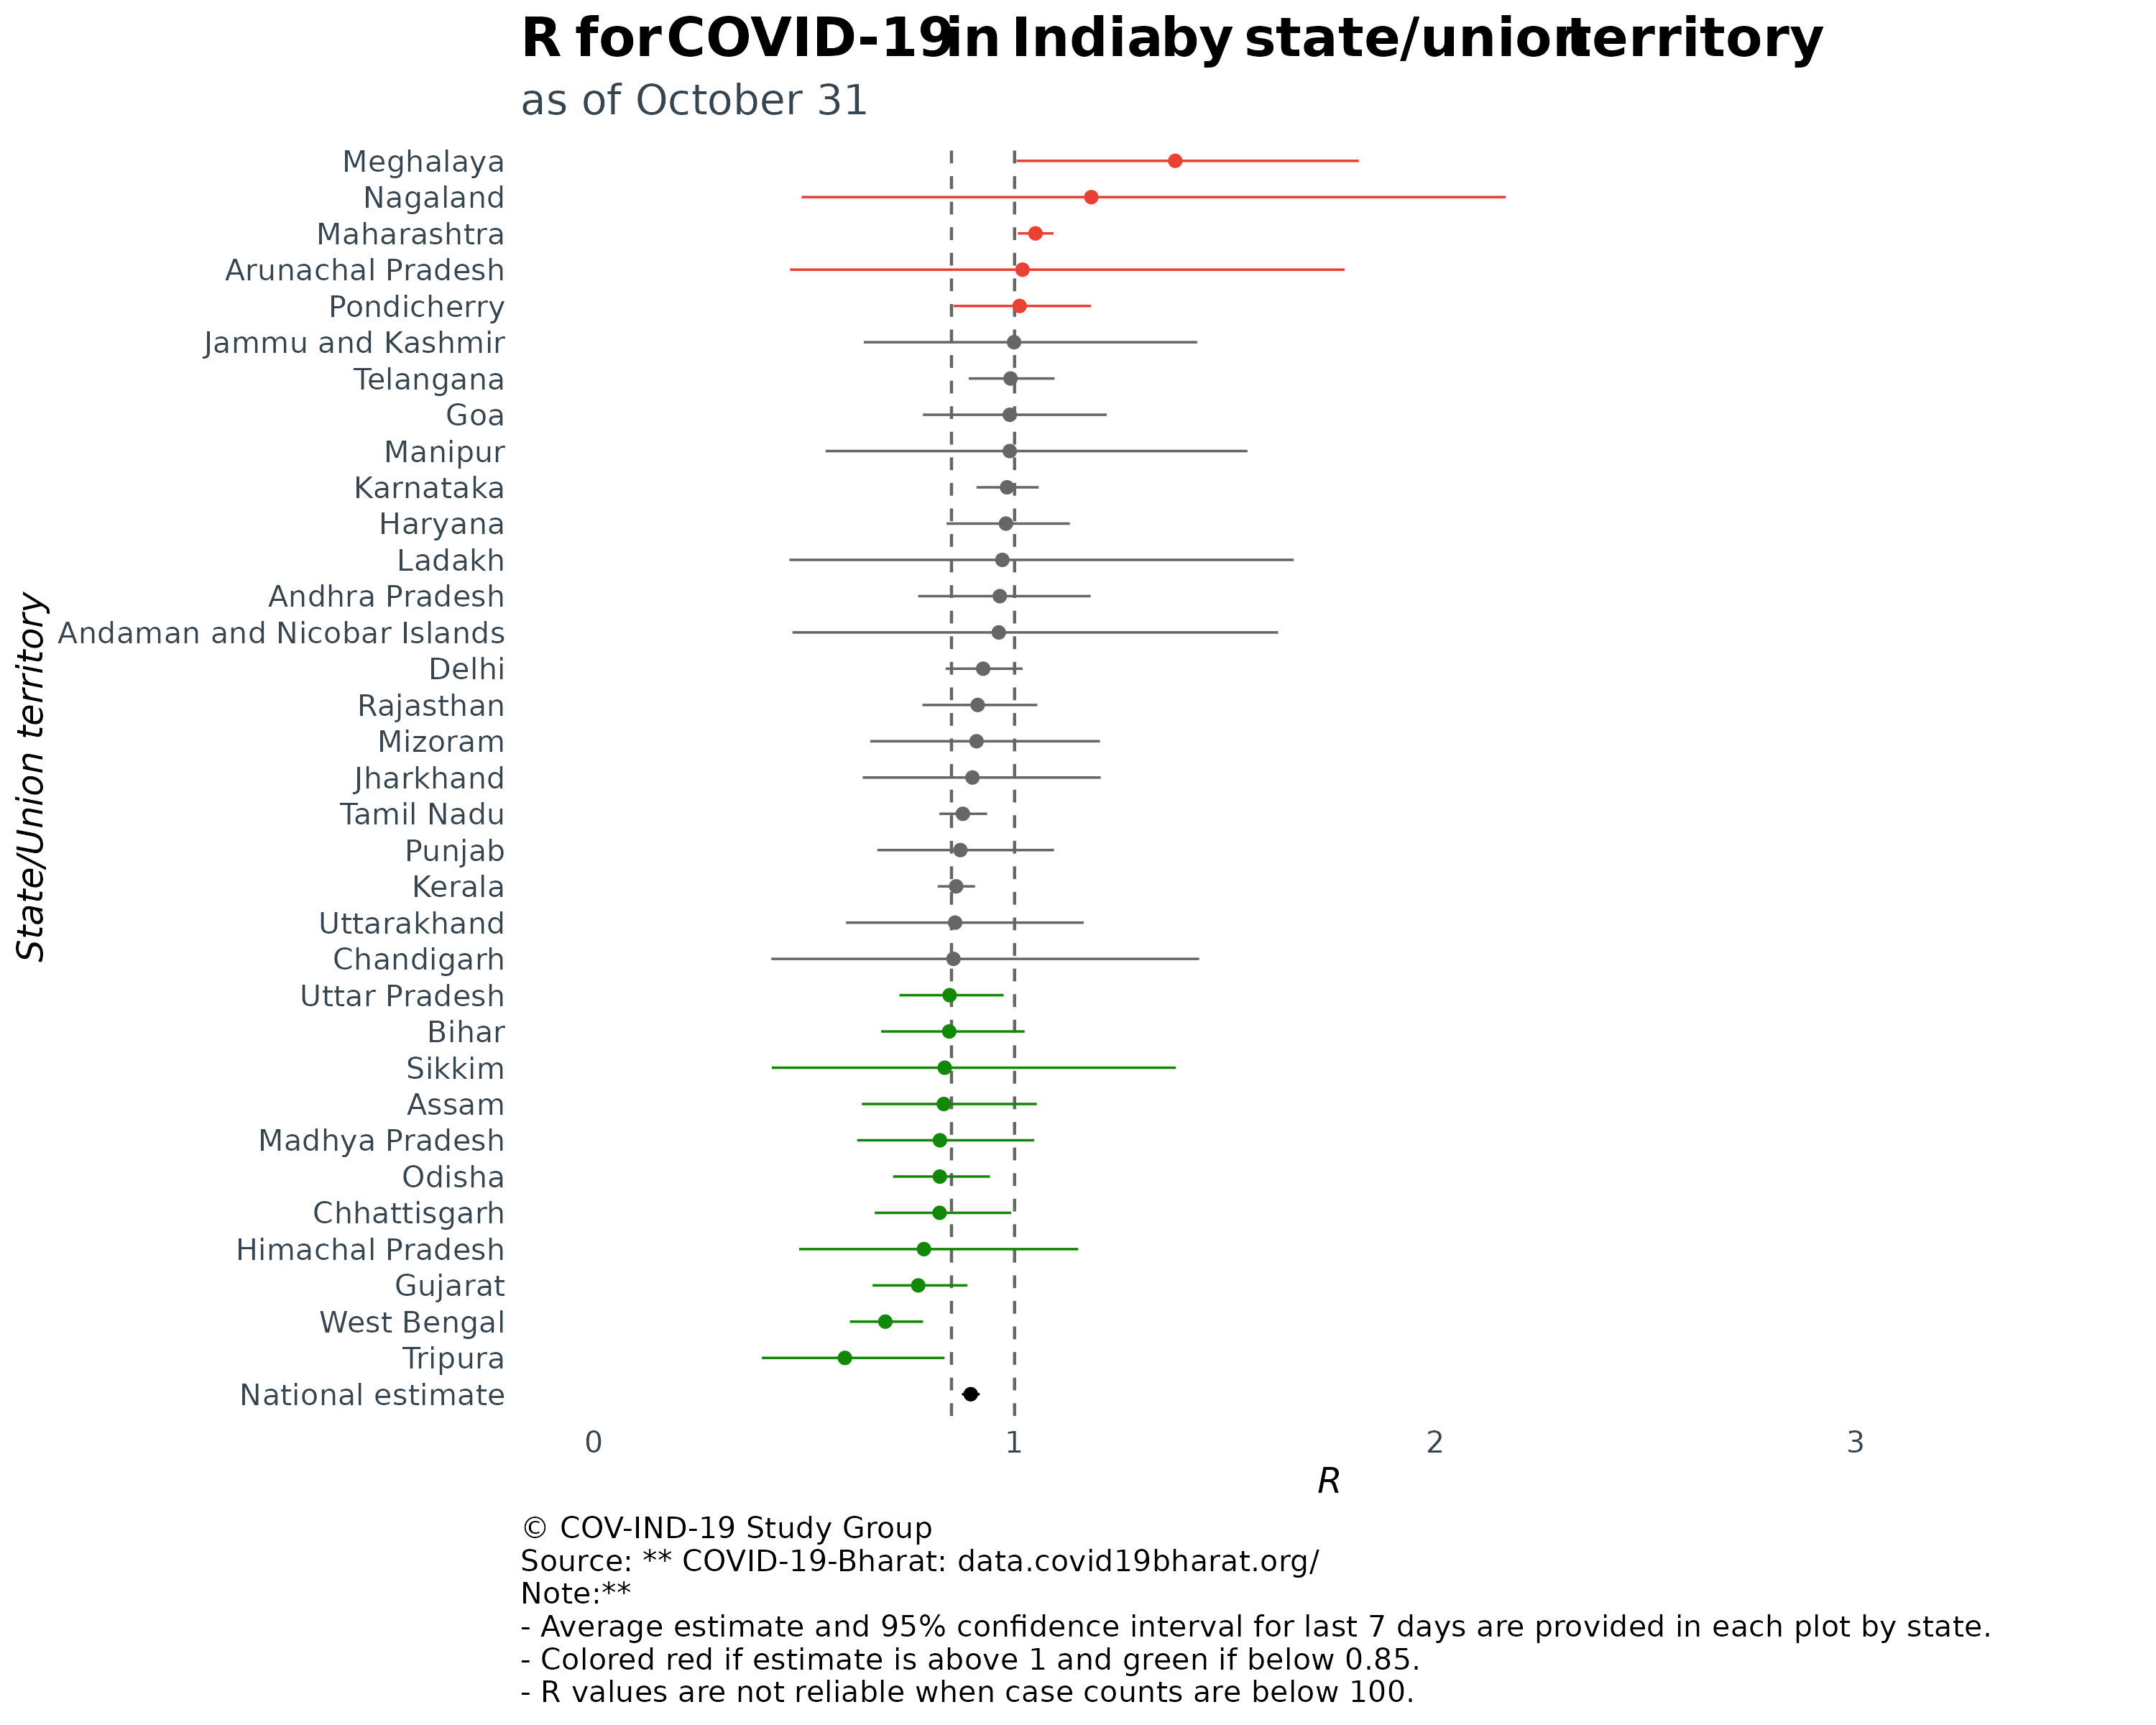 R for COVID-19 in India by state/union territory
as of October 31
Meghalaya
Nagaland
Maharashtra
Arunachal Pradesh
Pondicherry
Jammu and Kashmir
Telangana
Goa
Manipur
Karnataka
Haryana
Ladakh
Andhra Pradesh
Andaman and Nicobar Islands
Delhi
Rajasthan
Mizoram
Jharkhand
Tamil Nadu
Punjab
Kerala
Uttarakhand
Chandigarh
Uttar Pradesh
Bihar
Sikkim
Assam
Madhya Pradesh
Odisha
Chhattisgarh
Himachal Pradesh
Gujarat
West Bengal
Tripura
National estimate
State/Union territory
0 1 2 3
R
© COV-IND-19 Study Group
Source: ** COVID-19-Bharat: data.covid19bharat.org/
Note:**
- Average estimate and 95% confidence interval for last 7 days are provided in each plot by state.
- Colored red if estimate is above 1 and green if below 0.85.
- R values are not reliable when case counts are below 100.